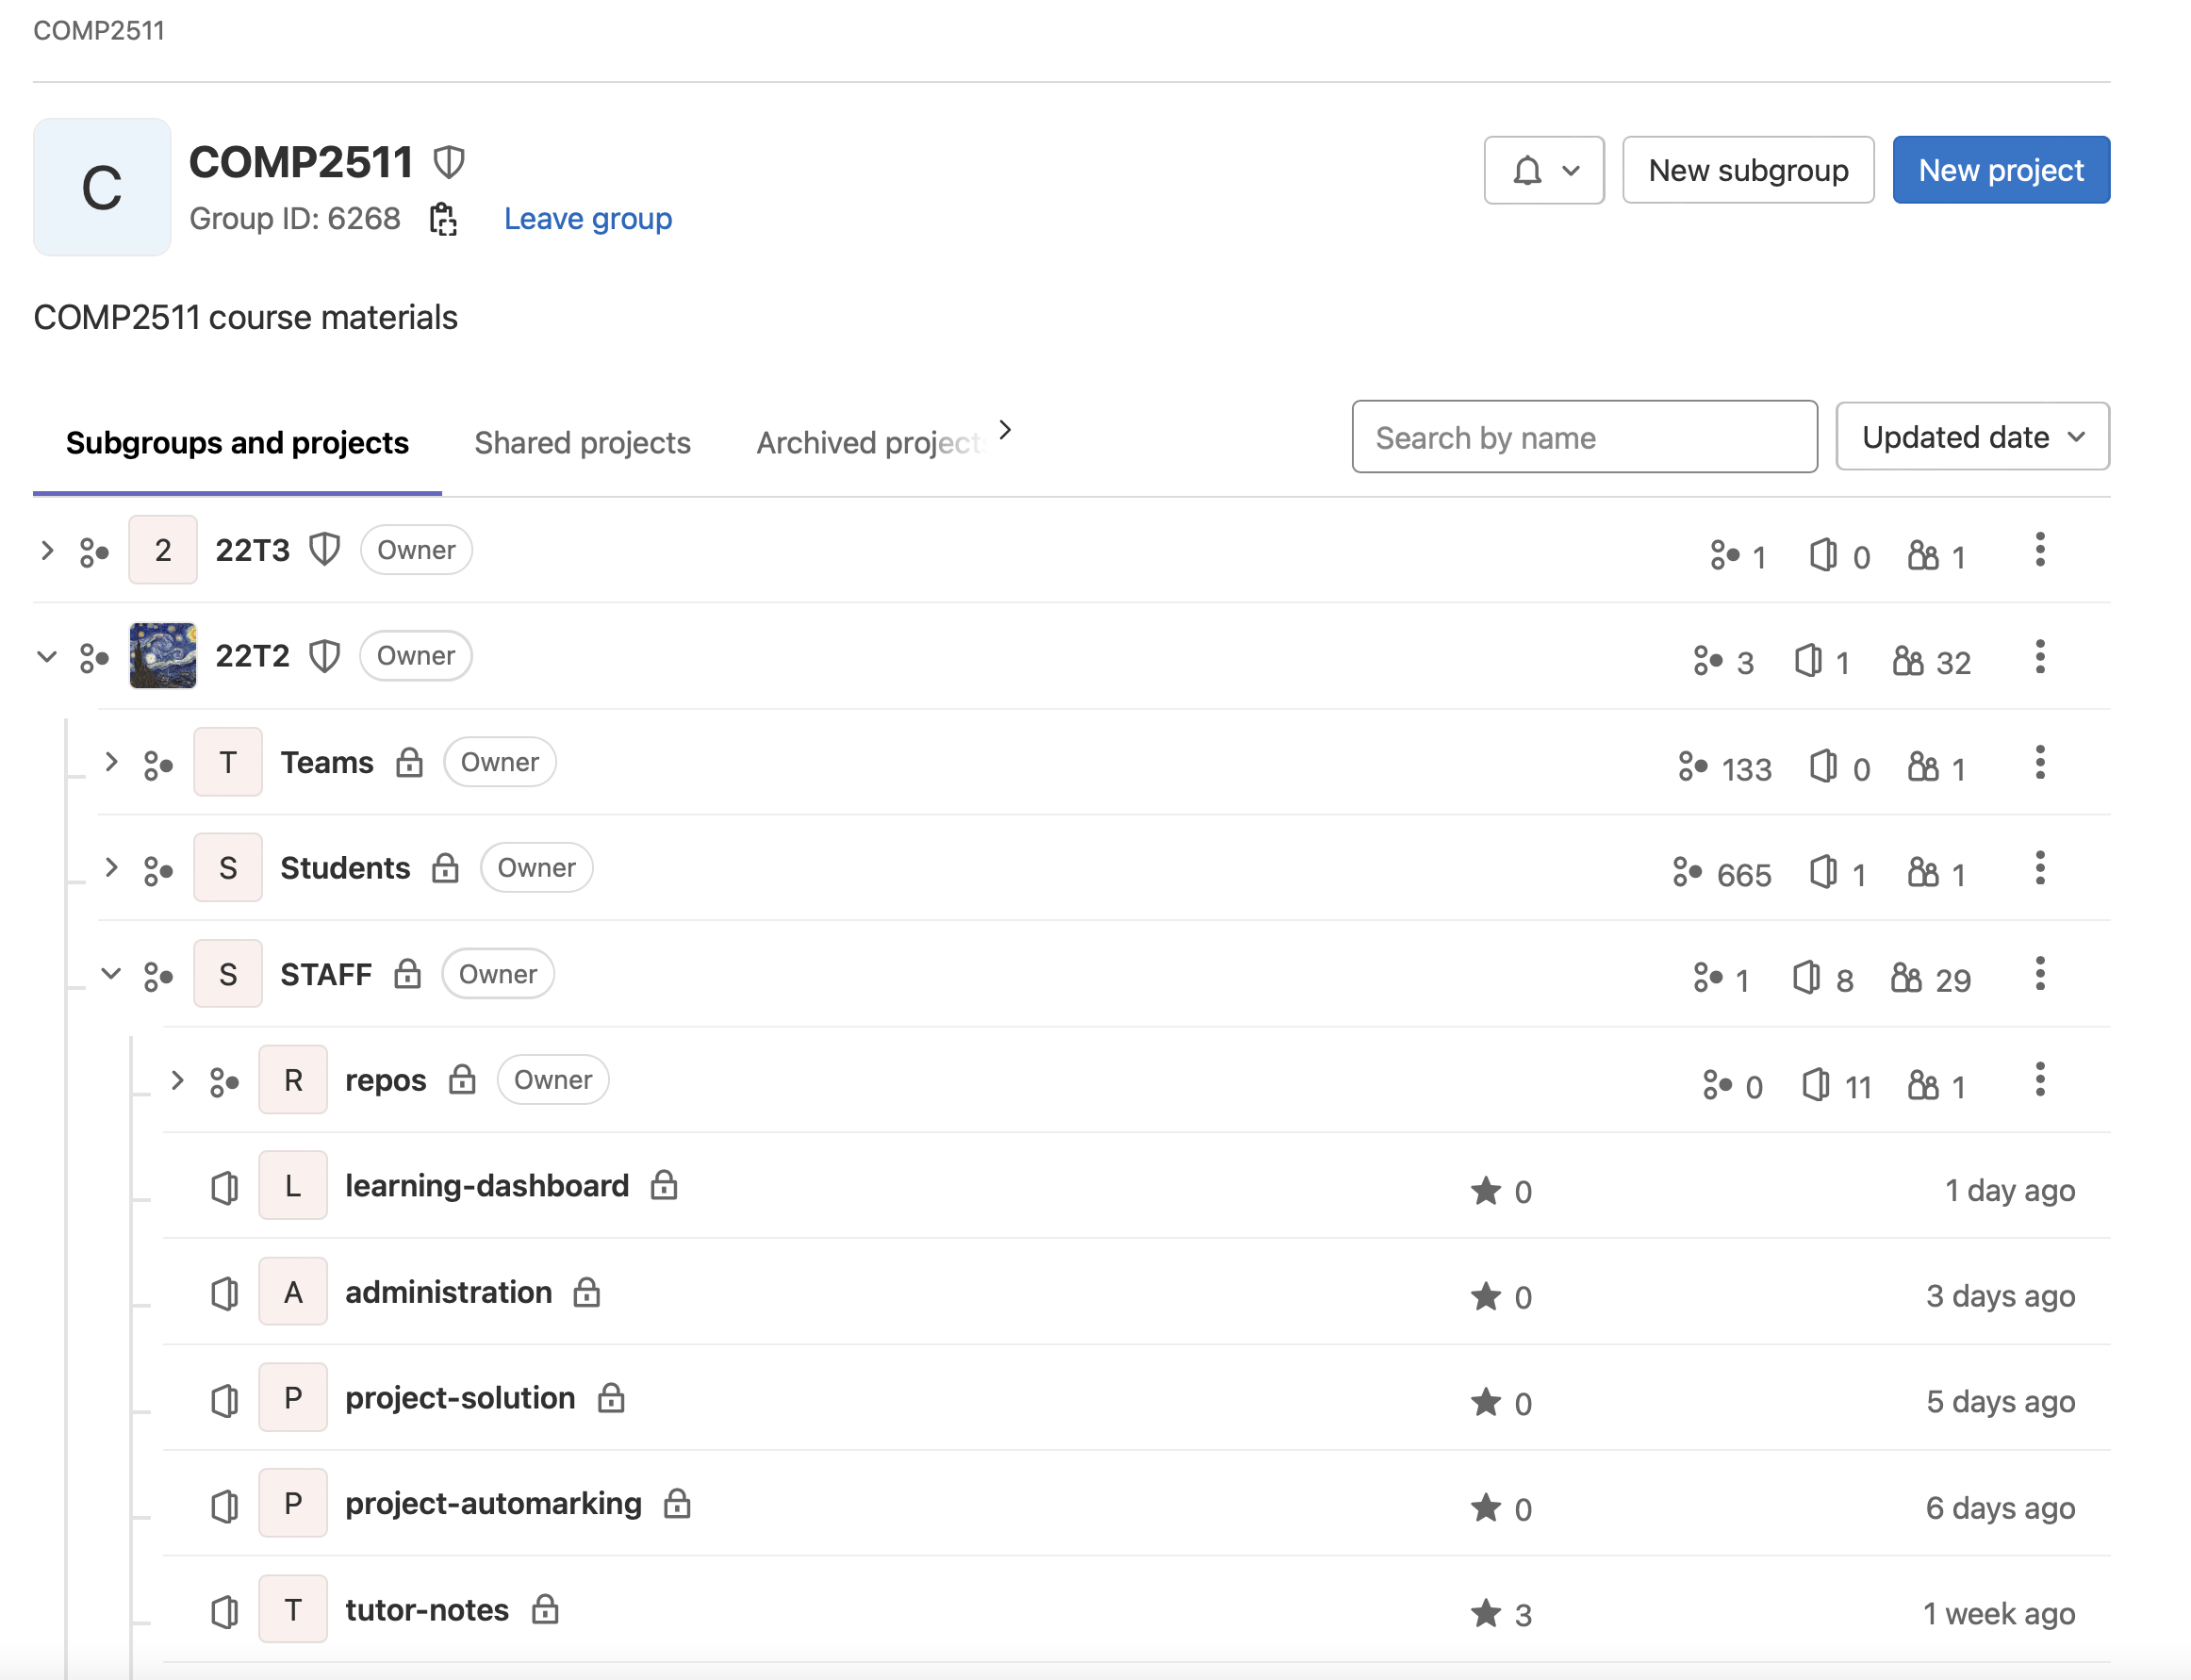 COMP2511
C
COMP2511
Group ID: 6268 Leave group
New subgroup
New project
COMP2511 course materials
Subgroups and projects Shared projects Archived project
Search by name
Updated date
2 22T3 Owner 1 0 1
22T2 Owner 3 1 32
T Teams Owner 133 0 1
S Students Owner 665 1 1
S STAFF Owner 1 8 29
R repos Owner 0 11 1
L learning-dashboard 0 1 day ago
A administration 0 3 days ago
P project-solution 0 5 days ago
P project-automarking 0 6 days ago
T tutor-notes 3 1 week ago